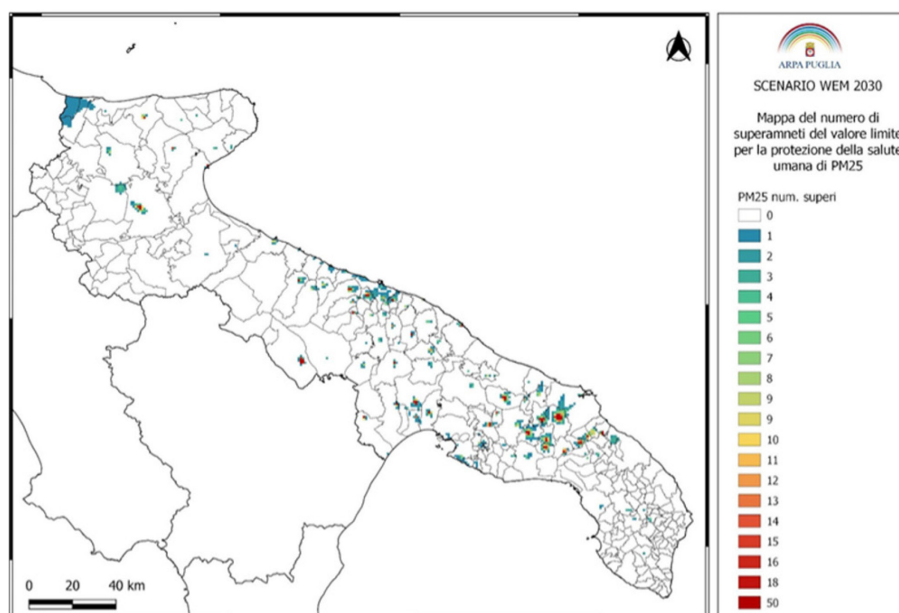 ARPA PUGLIA
SCENARIO WEM 2030
Mappa del numero di
superamneti del valore limite
per la protezione della salute
umana di PM25
PM25 num. superi
0
1
2
3
4
5
6
7
8
9
9
10
11
12
13
14
15
16
18
50
0 20 40 km